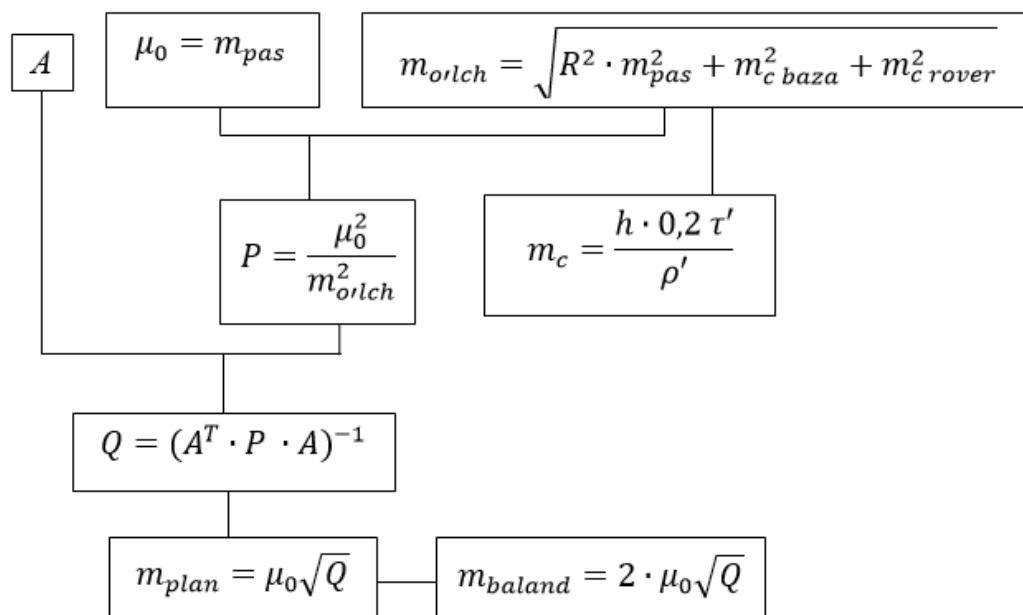 A
μ₀ = m_pas
m_o'lch = √(R² · m²_pas + m²_c baza + m²_c rover)
P = μ₀² / m²_o'lch
m_c = h · 0,2 τ′ / ρ′
Q = (Aᵀ · P · A)⁻¹
m_plan = μ₀√Q
m_baland = 2 · μ₀√Q